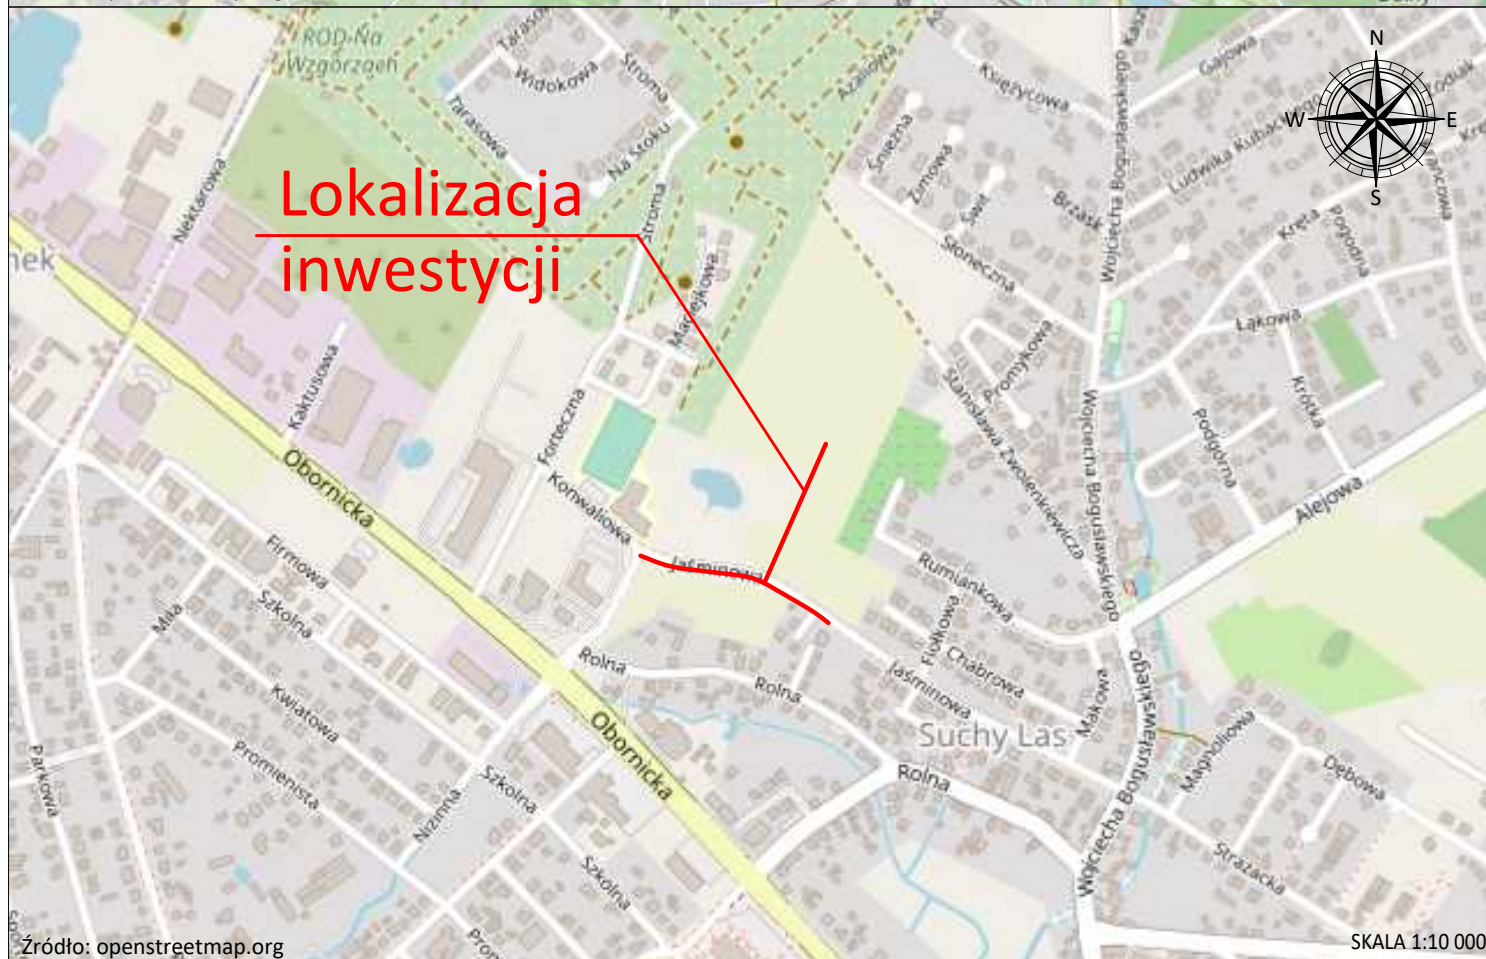 ROD Na
Wzgórzach
Tarasowa
Widokowa
Stroma
Tarasowa
Na Stoku
Stroma
Azaliowa
Księżycowa
Śnieżna
Zimowa
Świt
Brzask
Słoneczna
Wojciecha Bogusławskiego
Gajowa
Ludwika Kuba
N
W
E
S
Kręta
Pogodna
Łąkowa
Krótka
Podgórna
Alejowa
Nektarowa
Lokalizacja
inwestycji
Maciejkowa
Kaktusowa
Forteczna
Konwaliowa
Obornicka
Promykowa
Stanisława Zwoleńkiewicza
Wojciecha Bogusławskiego
Jaśminowa
Rumiankowa
Fiołkowa
Chabrowa
Jaśminowa
Makowa
Suchy Las
Firmowa
Szkolna
Miła
Rolna
Rolna
Rolna
Kwiatowa
Promienista
Parkowa
Nizinna
Szkolna
Obornicka
Szkolna
Wojciecha Bogusławskiego
Magnoliowa
Dębowa
Strażacka
Źródło: openstreetmap.org
SKALA 1:10 000